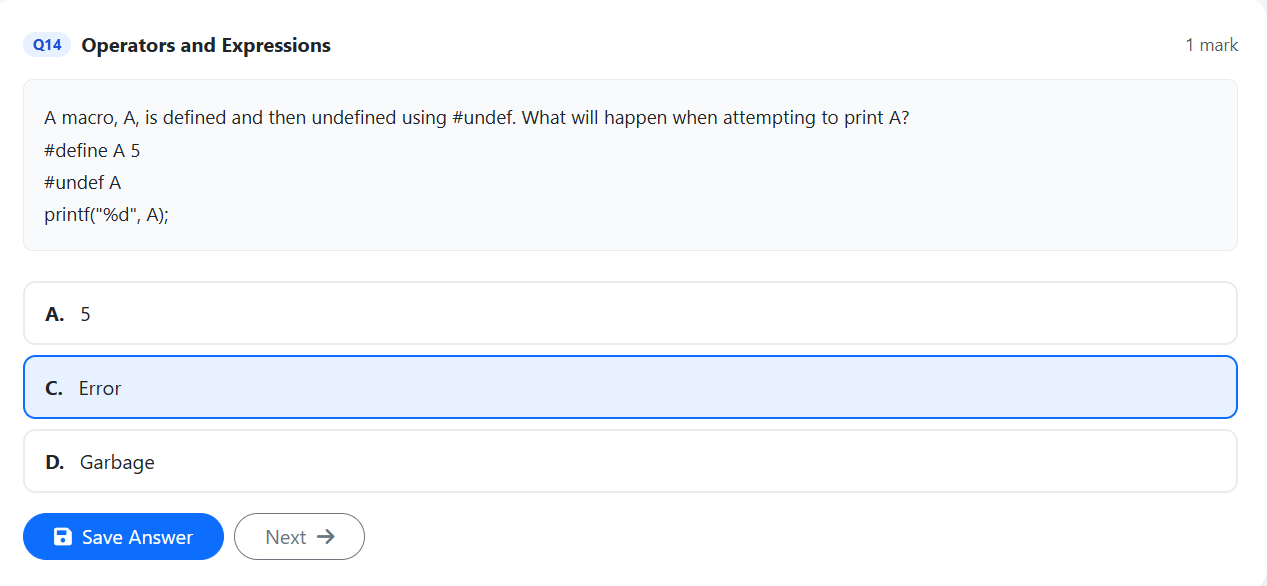 Q14 Operators and Expressions 1 mark
A macro, A, is defined and then undefined using #undef. What will happen when attempting to print A?
#define A 5
#undef A
printf("%d", A);
A. 5
C. Error
D. Garbage
Save Answer Next →